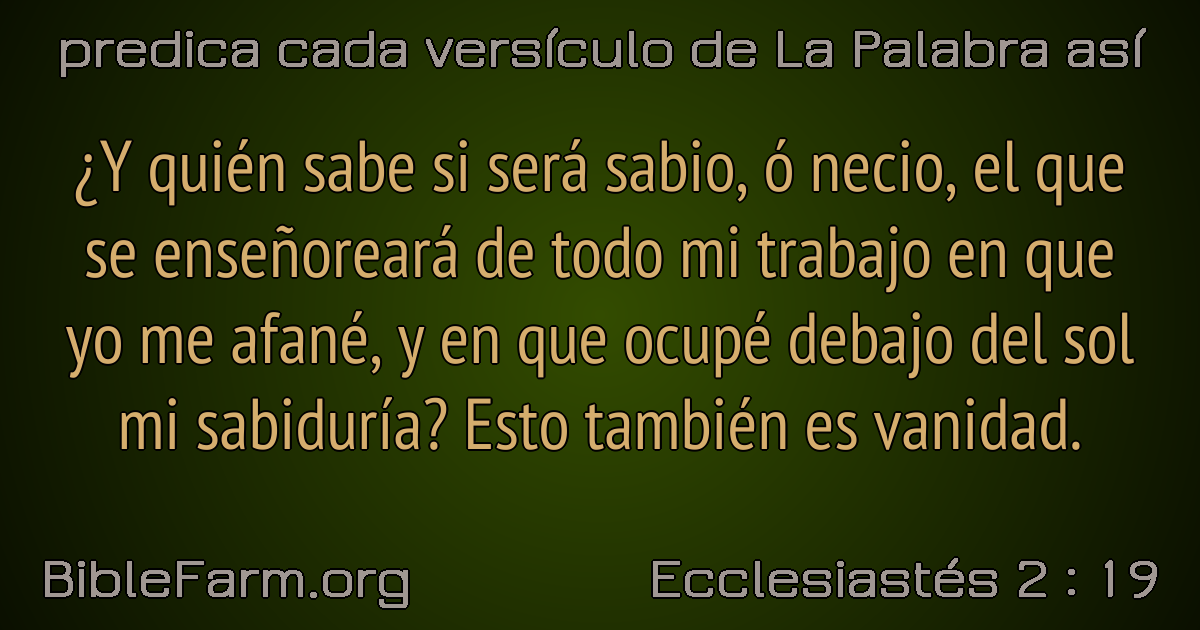 predica cada versículo de La Palabra así
¿Y quién sabe si será sabio, ó necio, el que
se enseñoreará de todo mi trabajo en que
yo me afané, y en que ocupé debajo del sol
mi sabiduría? Esto también es vanidad.
BibleFarm.org
Ecclesiastés 2 : 19